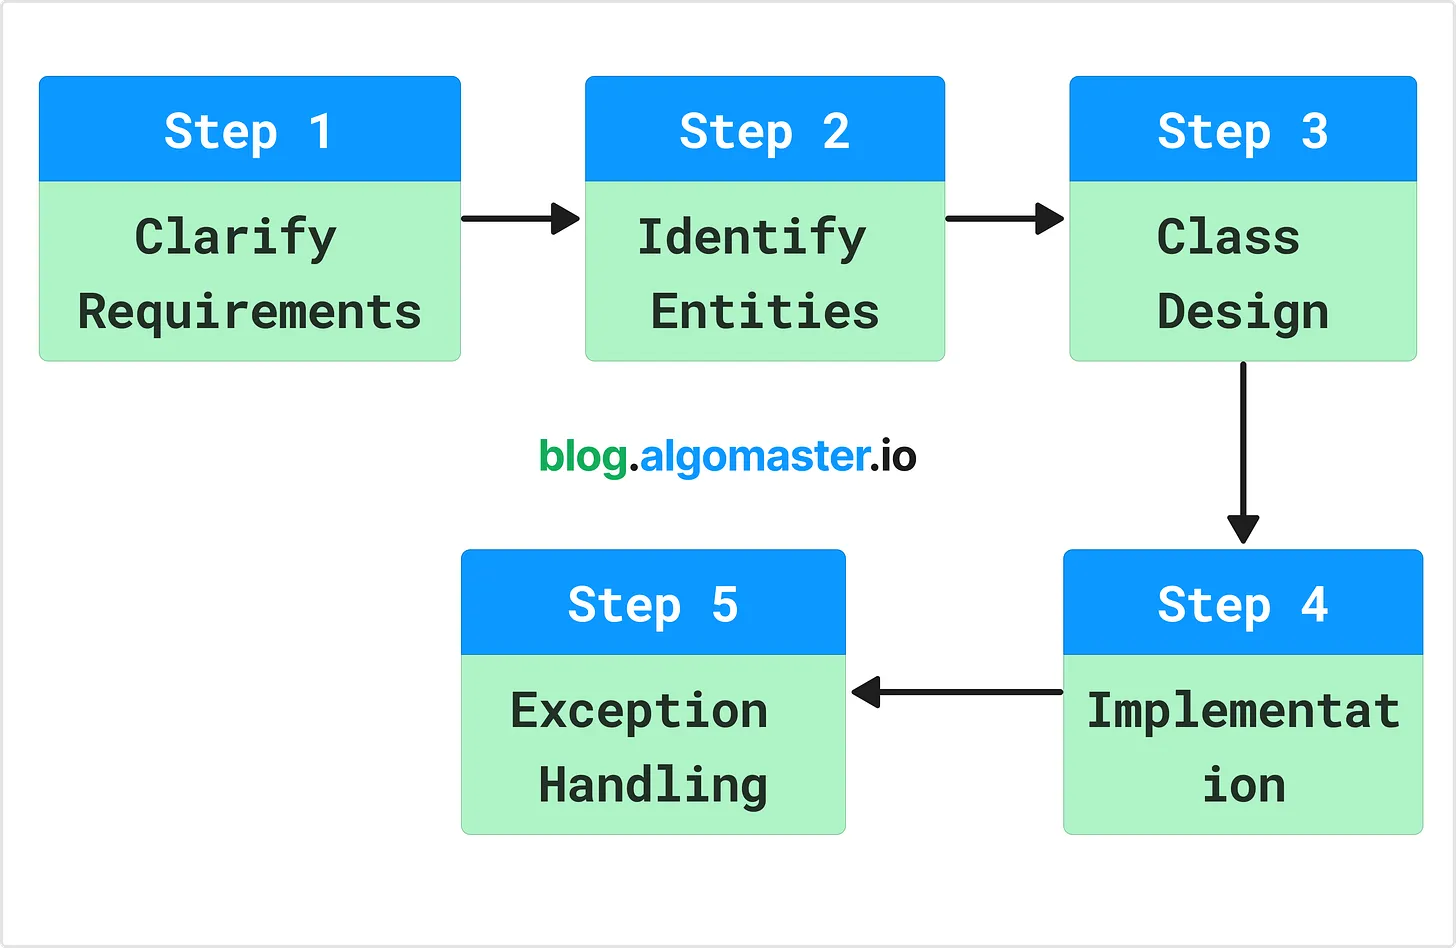 Step 1
Clarify
Requirements
Step 2
Identify
Entities
Step 3
Class
Design
blog.algomaster.io
Step 4
Implementat
ion
Step 5
Exception
Handling